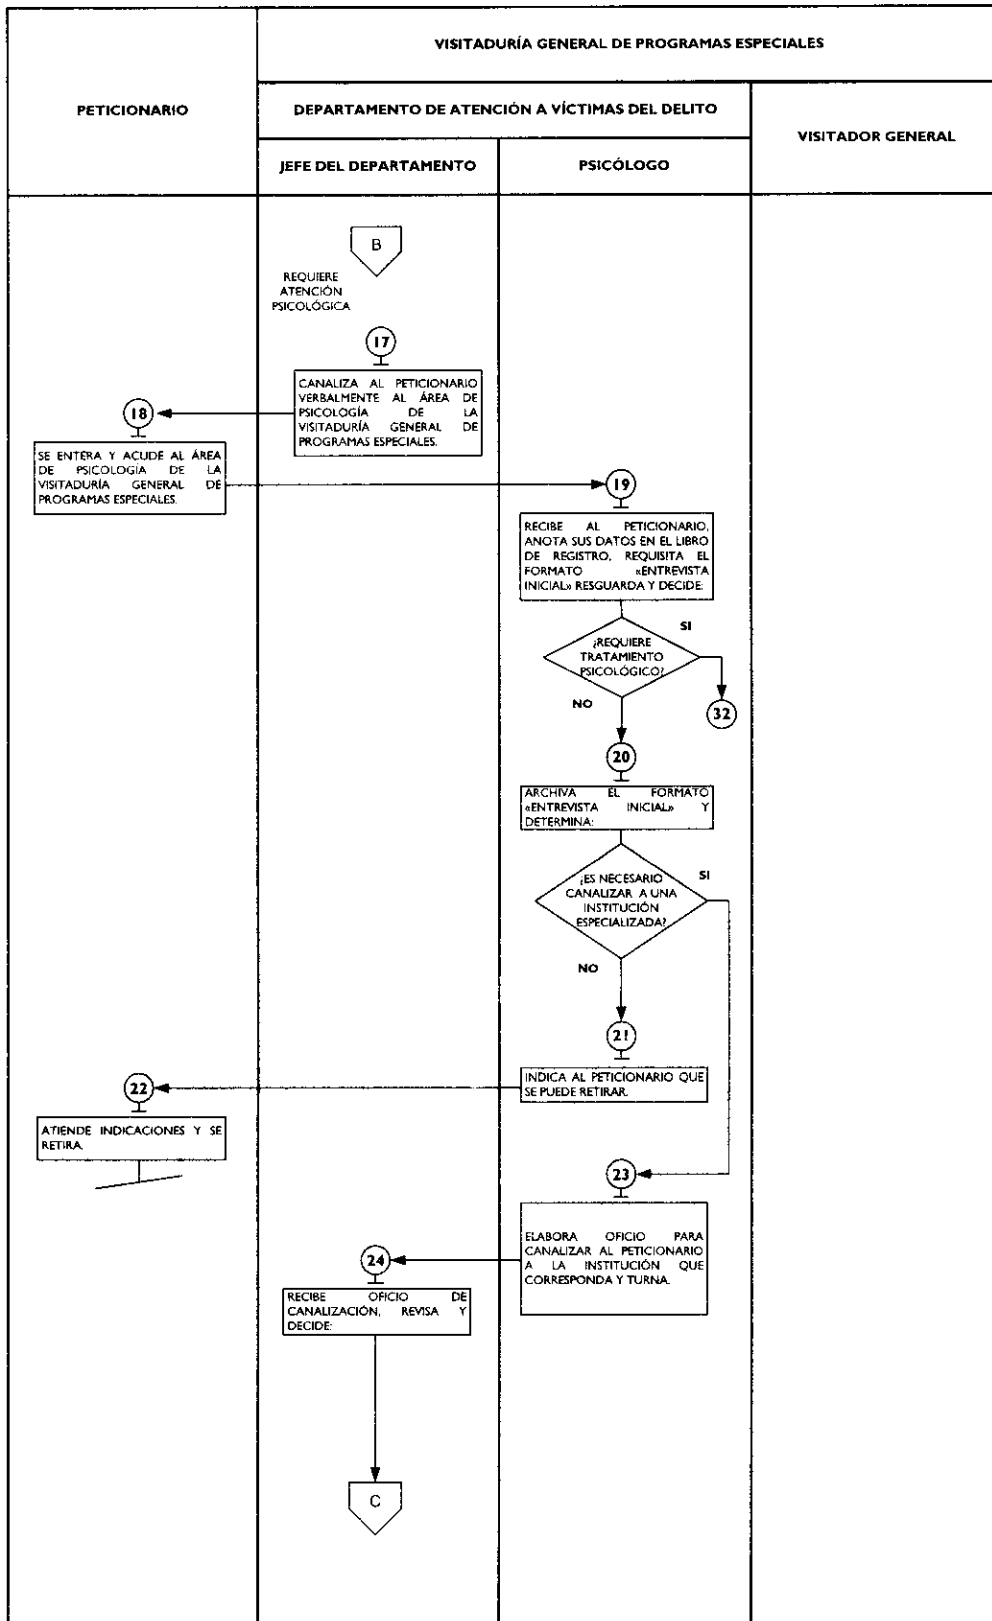 VISITADURÍA GENERAL DE PROGRAMAS ESPECIALES
PETICIONARIO
DEPARTAMENTO DE ATENCIÓN A VÍCTIMAS DEL DELITO
VISITADOR GENERAL
JEFE DEL DEPARTAMENTO
PSICÓLOGO
B
REQUIERE
ATENCIÓN
PSICOLÓGICA
17
CANALIZA AL PETICIONARIO
VERBALMENTE AL ÁREA DE
PSICOLOGÍA DE LA
VISITADURÍA GENERAL DE
PROGRAMAS ESPECIALES.
18
SE ENTERA Y ACUDE AL ÁREA
DE PSICOLOGÍA DE LA
VISITADURÍA GENERAL DE
PROGRAMAS ESPECIALES.
19
RECIBE AL PETICIONARIO,
ANOTA SUS DATOS EN EL LIBRO
DE REGISTRO, REQUISITA EL
FORMATO «ENTREVISTA
INICIAL» RESGUARDA Y DECIDE:
SI
¿REQUIERE
TRATAMIENTO
PSICOLÓGICO?
NO
32
20
ARCHIVA EL FORMATO
«ENTREVISTA INICIAL» Y
DETERMINA:
¿ES NECESARIO
CANALIZAR A UNA
INSTITUCIÓN
ESPECIALIZADA?
SI
NO
21
INDICA AL PETICIONARIO QUE
SE PUEDE RETIRAR.
22
ATIENDE INDICACIONES Y SE
RETIRA.
23
ELABORA OFICIO PARA
CANALIZAR AL PETICIONARIO
A LA INSTITUCIÓN QUE
CORRESPONDA Y TURNA.
24
RECIBE OFICIO DE
CANALIZACIÓN, REVISA Y
DECIDE:
C